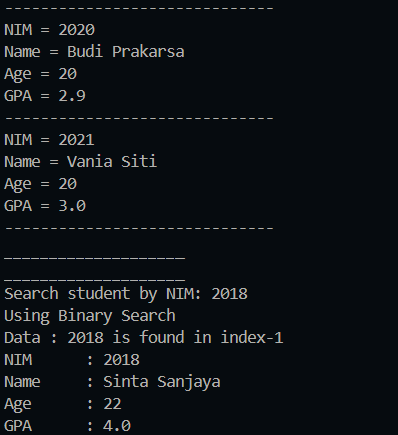 ------------------------------
NIM = 2020
Name = Budi Prakarsa
Age = 20
GPA = 2.9
------------------------------
NIM = 2021
Name = Vania Siti
Age = 20
GPA = 3.0
------------------------------
____________________
____________________
Search student by NIM: 2018
Using Binary Search
Data : 2018 is found in index-1
NIM      : 2018
Name     : Sinta Sanjaya
Age      : 22
GPA      : 4.0